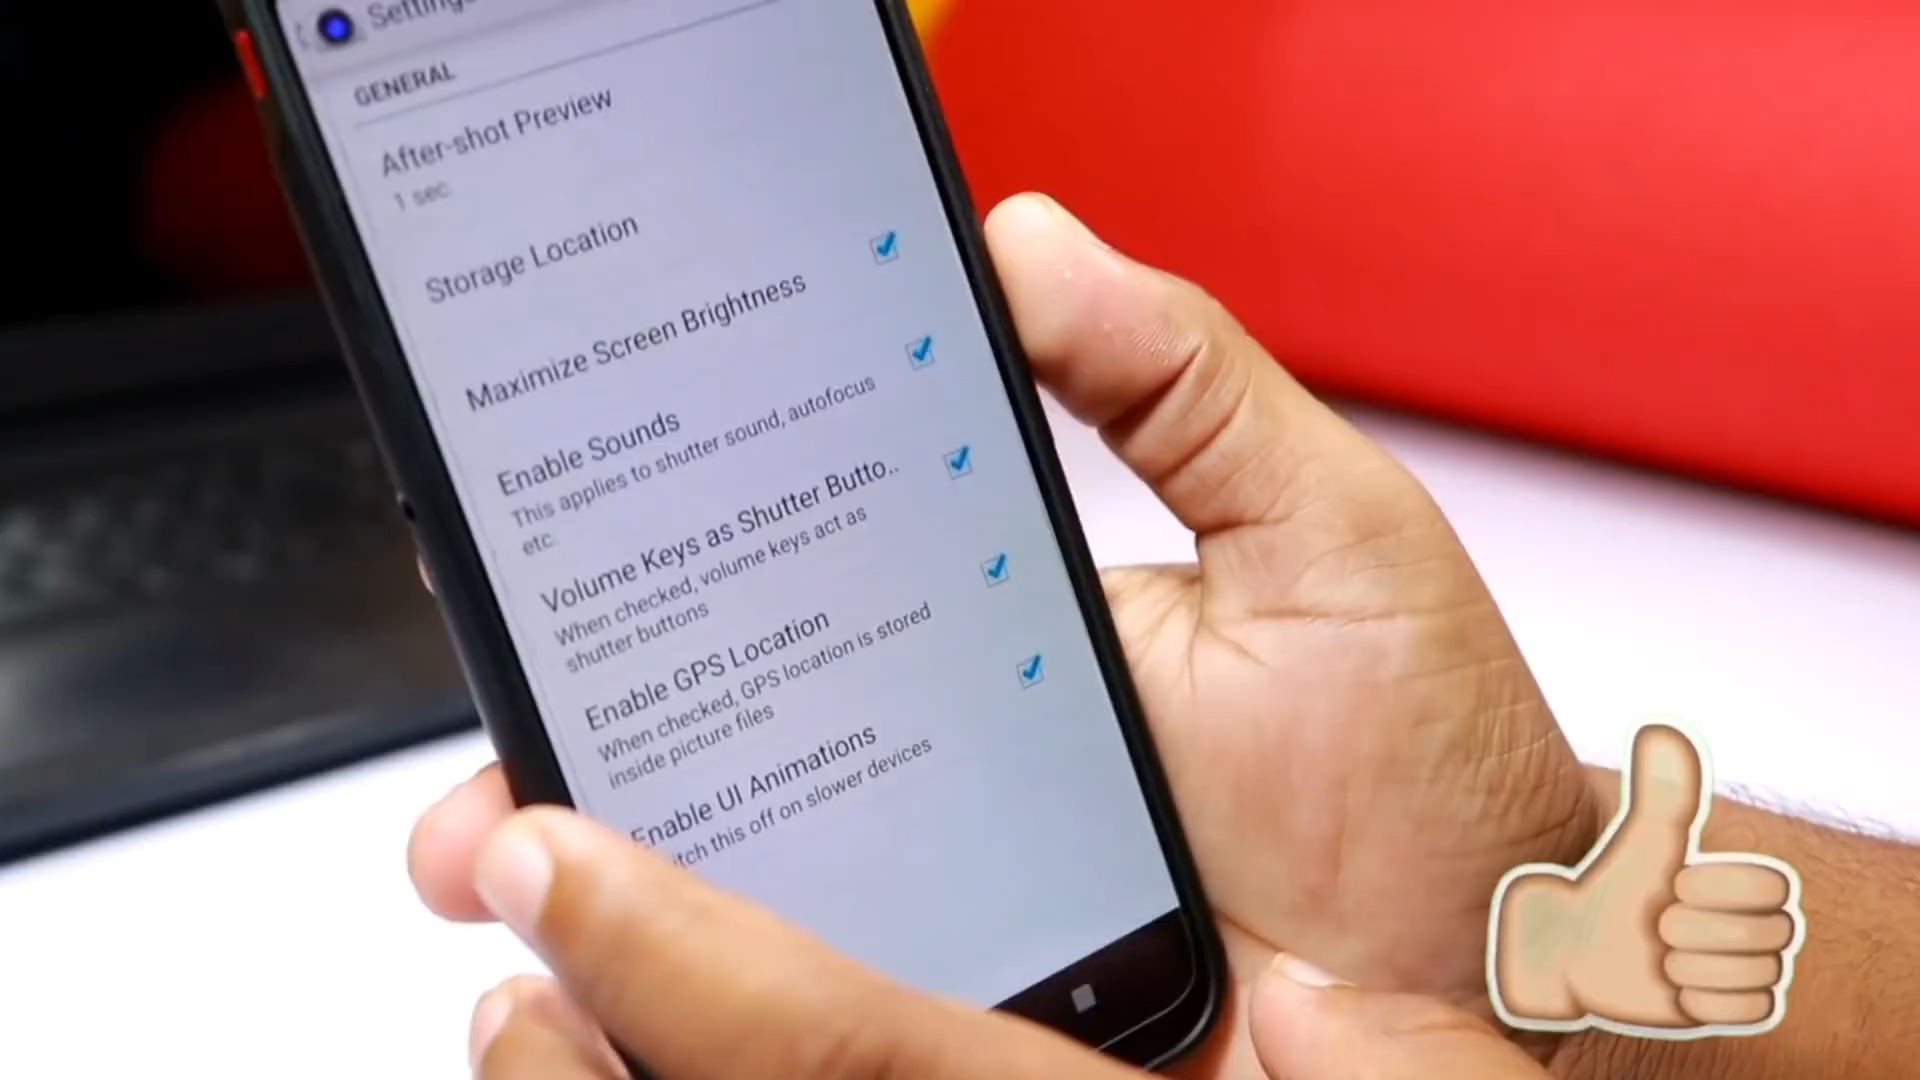 Settings
GENERAL
After-shot Preview
1 sec.
Storage Location
Maximize Screen Brightness
Enable Sounds
This applies to shutter sound, autofocus
etc.
Volume Keys as Shutter Butto..
When checked, volume keys act as
shutter buttons
Enable GPS Location
When checked, GPS location is stored
inside picture files
Enable UI Animations
itch this off on slower devices